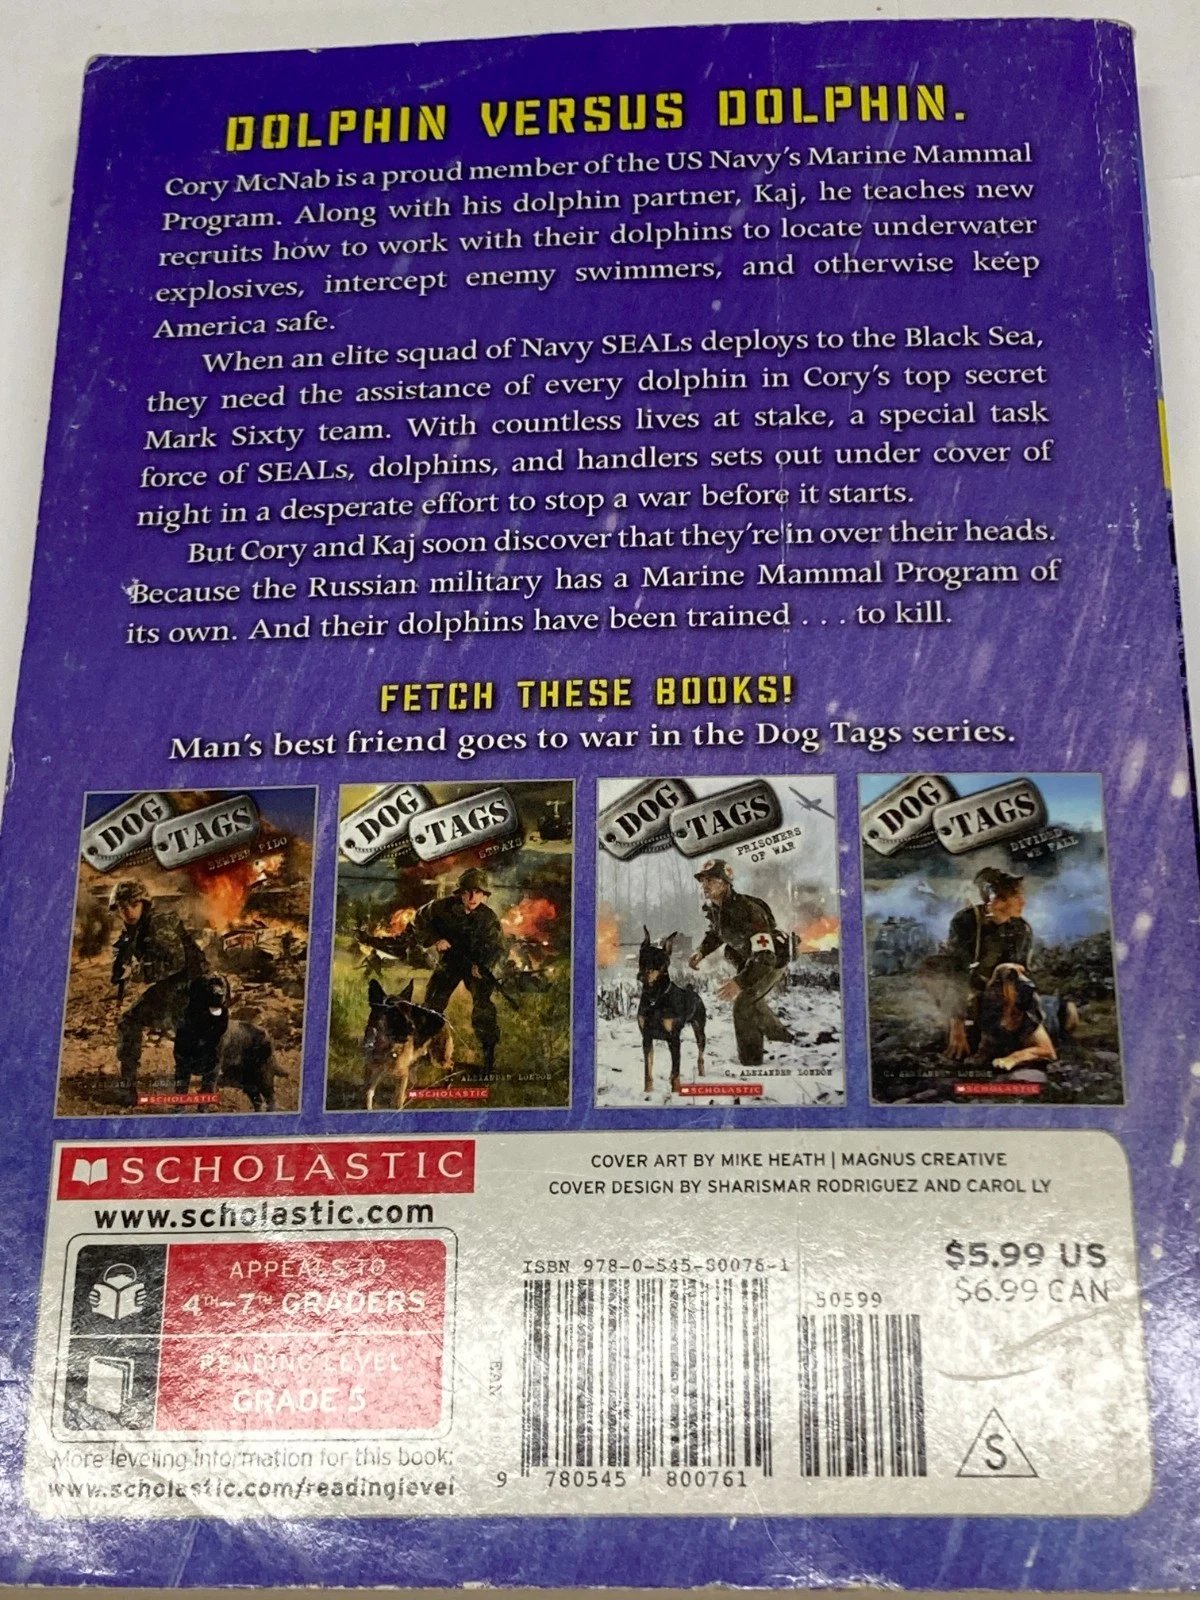 DOLPHIN VERSUS DOLPHIN.
Cory McNab is a proud member of the US Navy's Marine Mammal
Program. Along with his dolphin partner, Kaj, he teaches new
recruits how to work with their dolphins to locate underwater
explosives, intercept enemy swimmers, and otherwise keep
America safe.
When an elite squad of Navy SEALs deploys to the Black Sea,
they need the assistance of every dolphin in Cory's top secret
Mark Sixty team. With countless lives at stake, a special task
force of SEALs, dolphins, and handlers sets out under cover of
night in a desperate effort to stop a war before it starts.
But Cory and Kaj soon discover that they're in over their heads.
Because the Russian military has a Marine Mammal Program of
its own. And their dolphins have been trained . . . to kill.
FETCH THESE BOOKS!
Man's best friend goes to war in the Dog Tags series.
DOG TAGS
SEMPER FIDO
C. ALEXANDER LONDON
SCHOLASTIC
DOG TAGS
STRAYS
C. ALEXANDER LONDON
SCHOLASTIC
DOG TAGS
PRISONERS
OF WAR
C. ALEXANDER LONDON
SCHOLASTIC
DOG TAGS
DIVIDED
WE FALL
C. ALEXANDER LONDON
SCHOLASTIC
SCHOLASTIC
www.scholastic.com
APPEALS TO
4TH–7TH GRADERS
READING LEVEL
GRADE 5
More leveling information for this book:
www.scholastic.com/readinglevel
COVER ART BY MIKE HEATH | MAGNUS CREATIVE
COVER DESIGN BY SHARISMAR RODRIGUEZ AND CAROL LY
ISBN 978-0-545-80076-1
50599
EAN
9 780545 800761
$5.99 US
$6.99 CAN
S